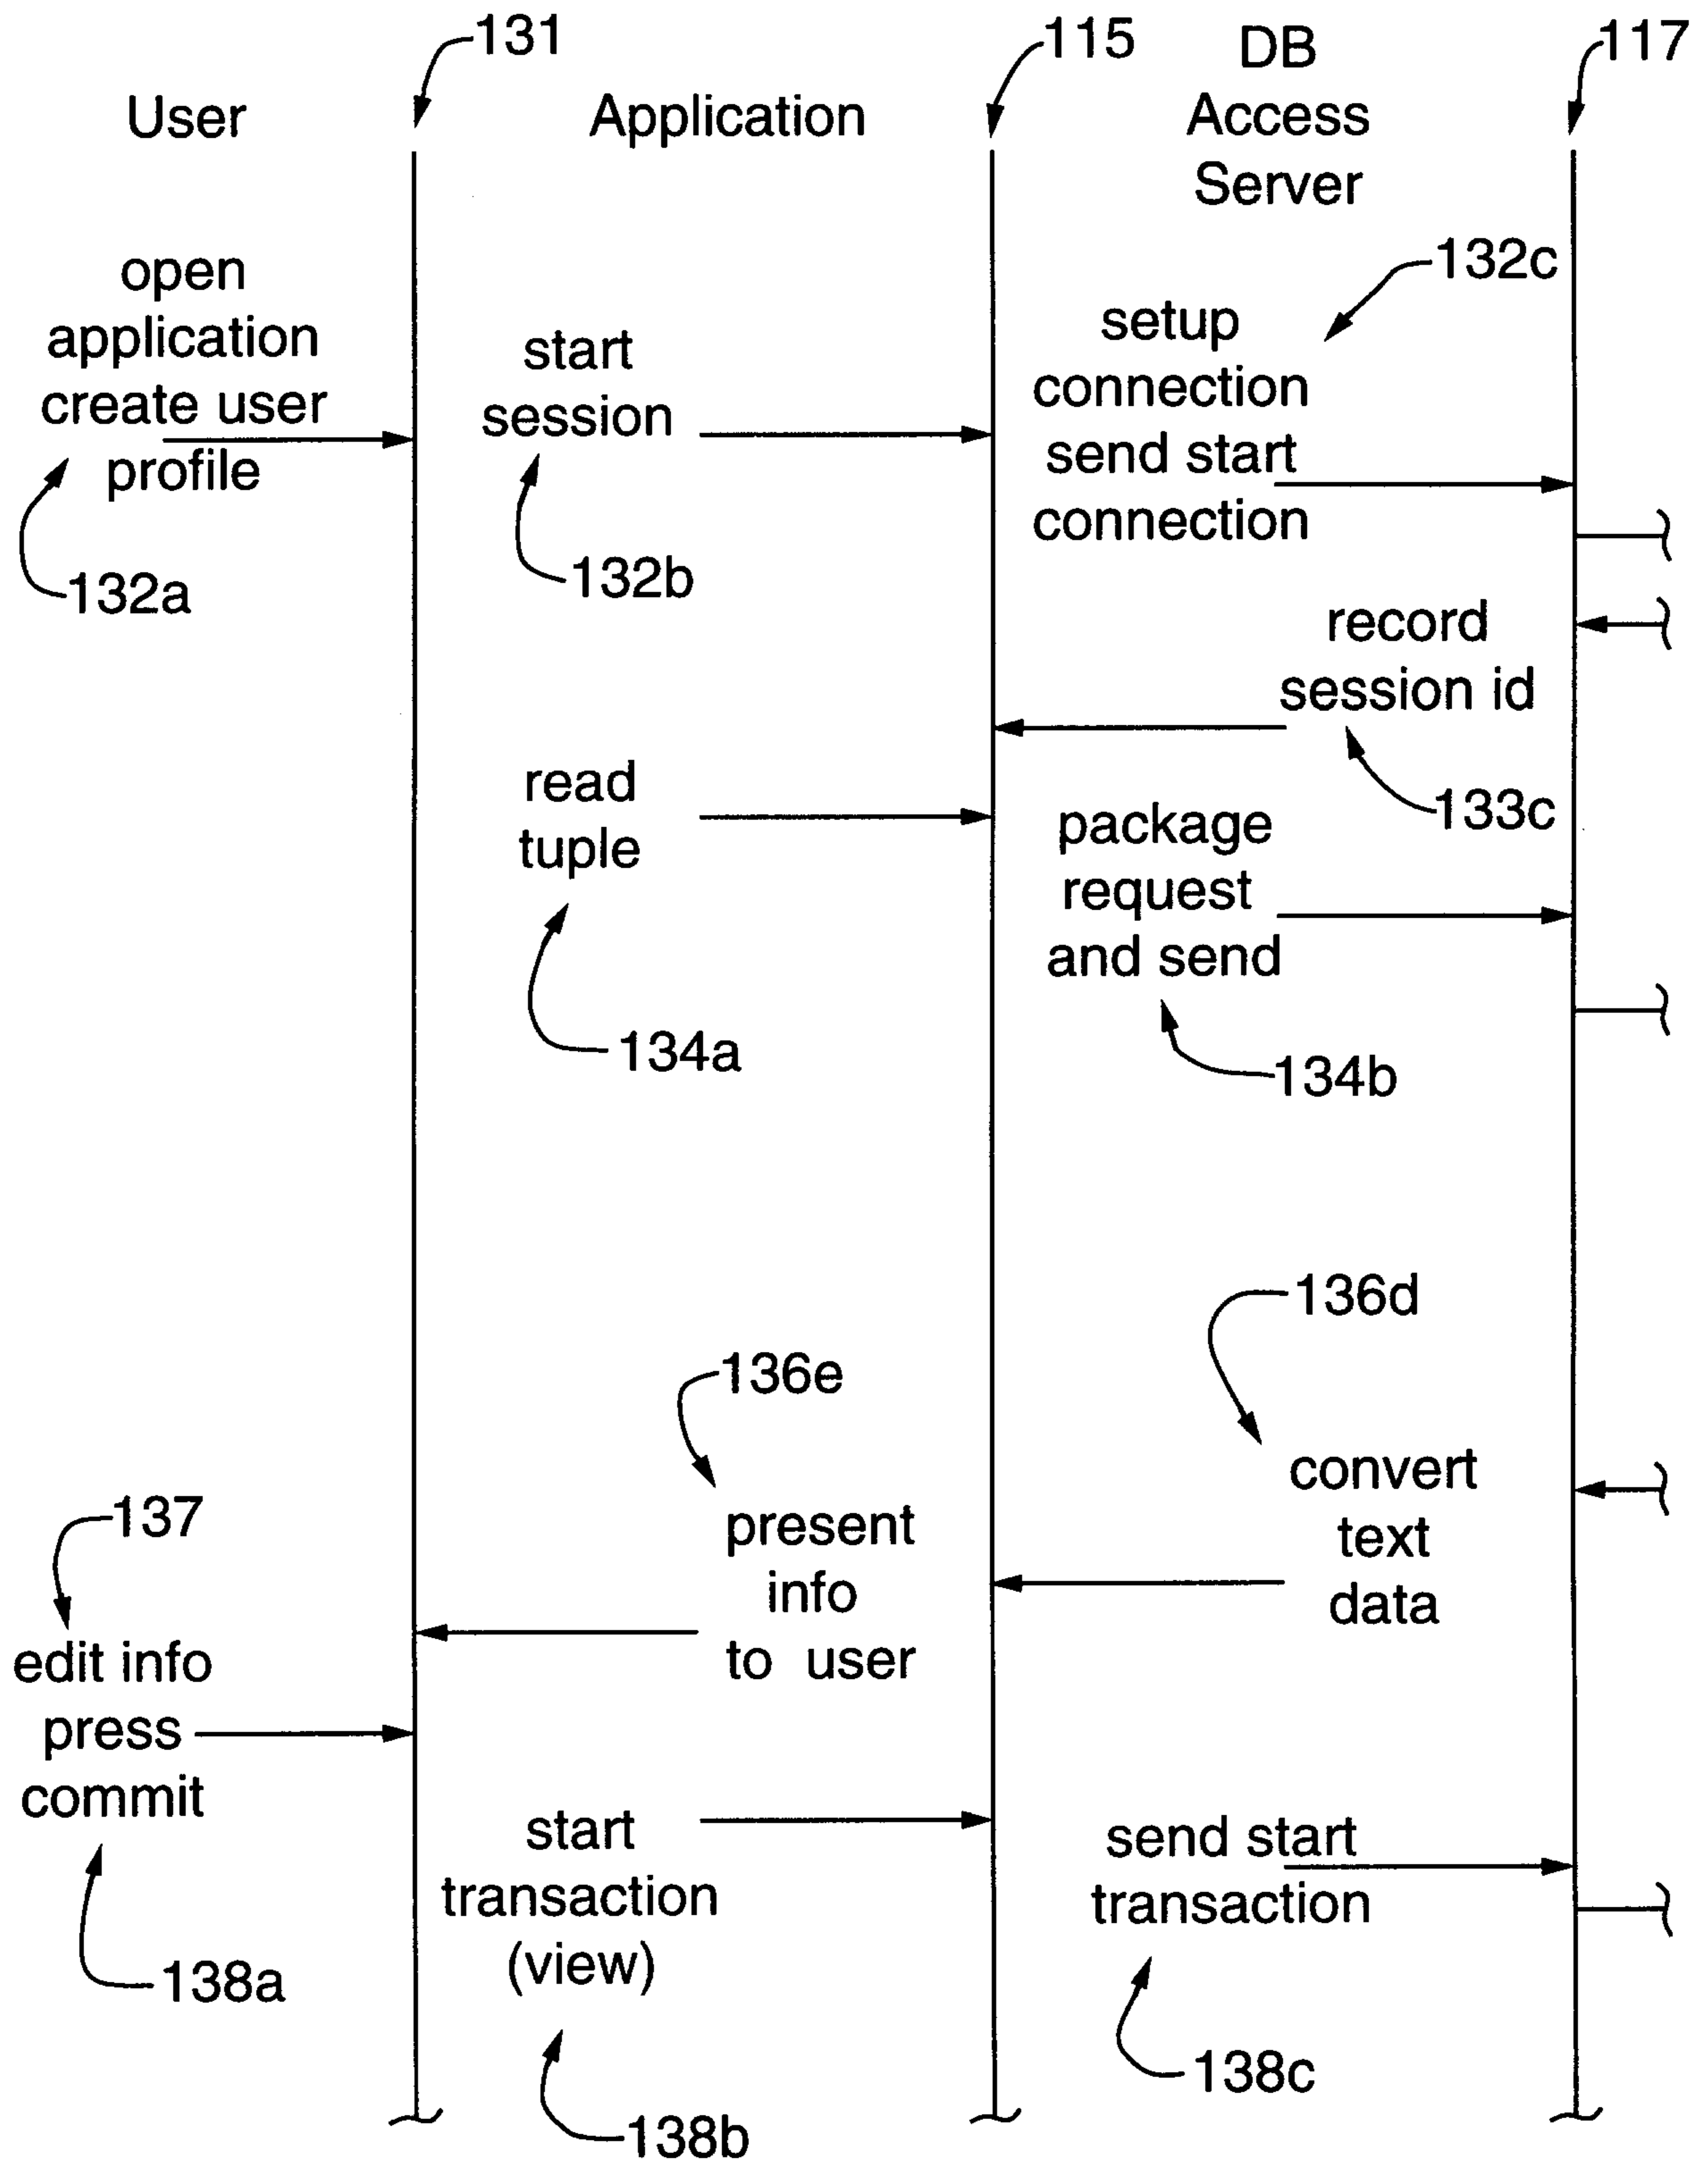 131
115
DB
117
User
Application
Access
Server
132c
open
application
create user
profile
start
session
setup
connection
send start
connection
132a
132b
record
session id
read
tuple
133c
package
request
and send
134a
134b
136d
136e
convert
text
data
137
present
info
to user
edit info
press
commit
start
transaction
(view)
send start
transaction
138a
138c
138b